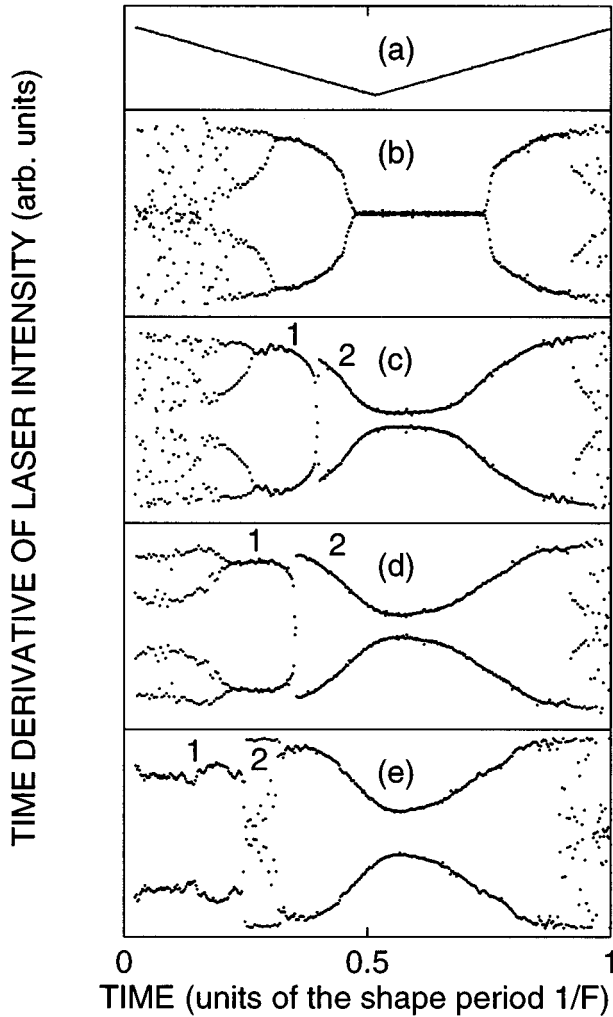 TIME DERIVATIVE OF LASER INTENSITY (arb. units)
(a)
(b)
1
2
(c)
1
2
(d)
1
2
(e)
0
0.5
1
TIME (units of the shape period 1/F)